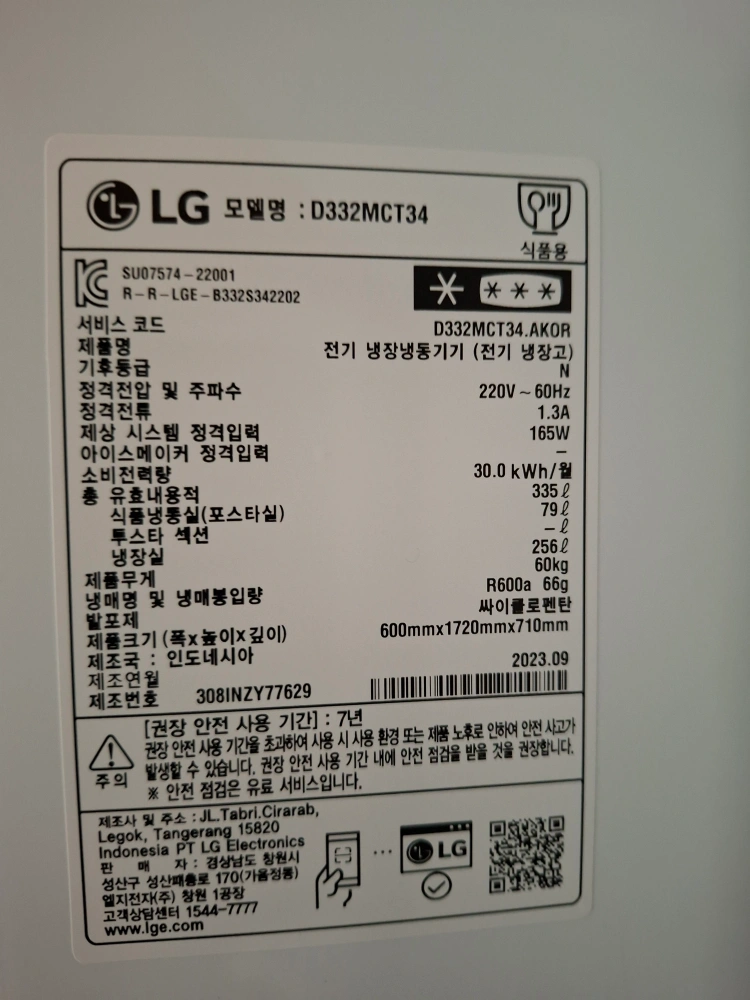 LG 모델명 : D332MCT34
식품용
SU07574-22001
R-R-LGE-B332S342202
서비스 코드 D332MCT34.AKOR
제품명 전기 냉장냉동기기 (전기 냉장고)
기후등급 N
정격전압 및 주파수 220V ~ 60Hz
정격전류 1.3A
제상 시스템 정격입력 165W
아이스메이커 정격입력 –
소비전력량 30.0 kWh/월
총 유효내용적 335 ℓ
식품냉동실(포스타실) 79 ℓ
투스타 섹션 – ℓ
냉장실 256 ℓ
제품무게 60kg
냉매명 및 냉매봉입량 R600a 66g
발포제 싸이클로펜탄
제품크기 (폭x높이x깊이) 600mmx1720mmx710mm
제조국 : 인도네시아
제조연월 2023.09
제조번호 308INZY77629
[권장 안전 사용 기간] : 7년
권장 안전 사용 기간을 초과하여 사용 시 사용 환경 또는 제품 노후로 인하여 안전 사고가
발생할 수 있습니다. 권장 안전 사용 기간 내에 안전 점검을 받을 것을 권장합니다.
※ 안전 점검은 유료 서비스입니다.
주의
제조사 및 주소 : JL.Tabri.Cirarab,
Legok, Tangerang 15820
Indonesia PT LG Electronics
판 매 자 : 경상남도 창원시
성산구 성산패총로 170(가음정동)
엘지전자(주) 창원 1공장
고객상담센터 1544-7777
www.lge.com
LG